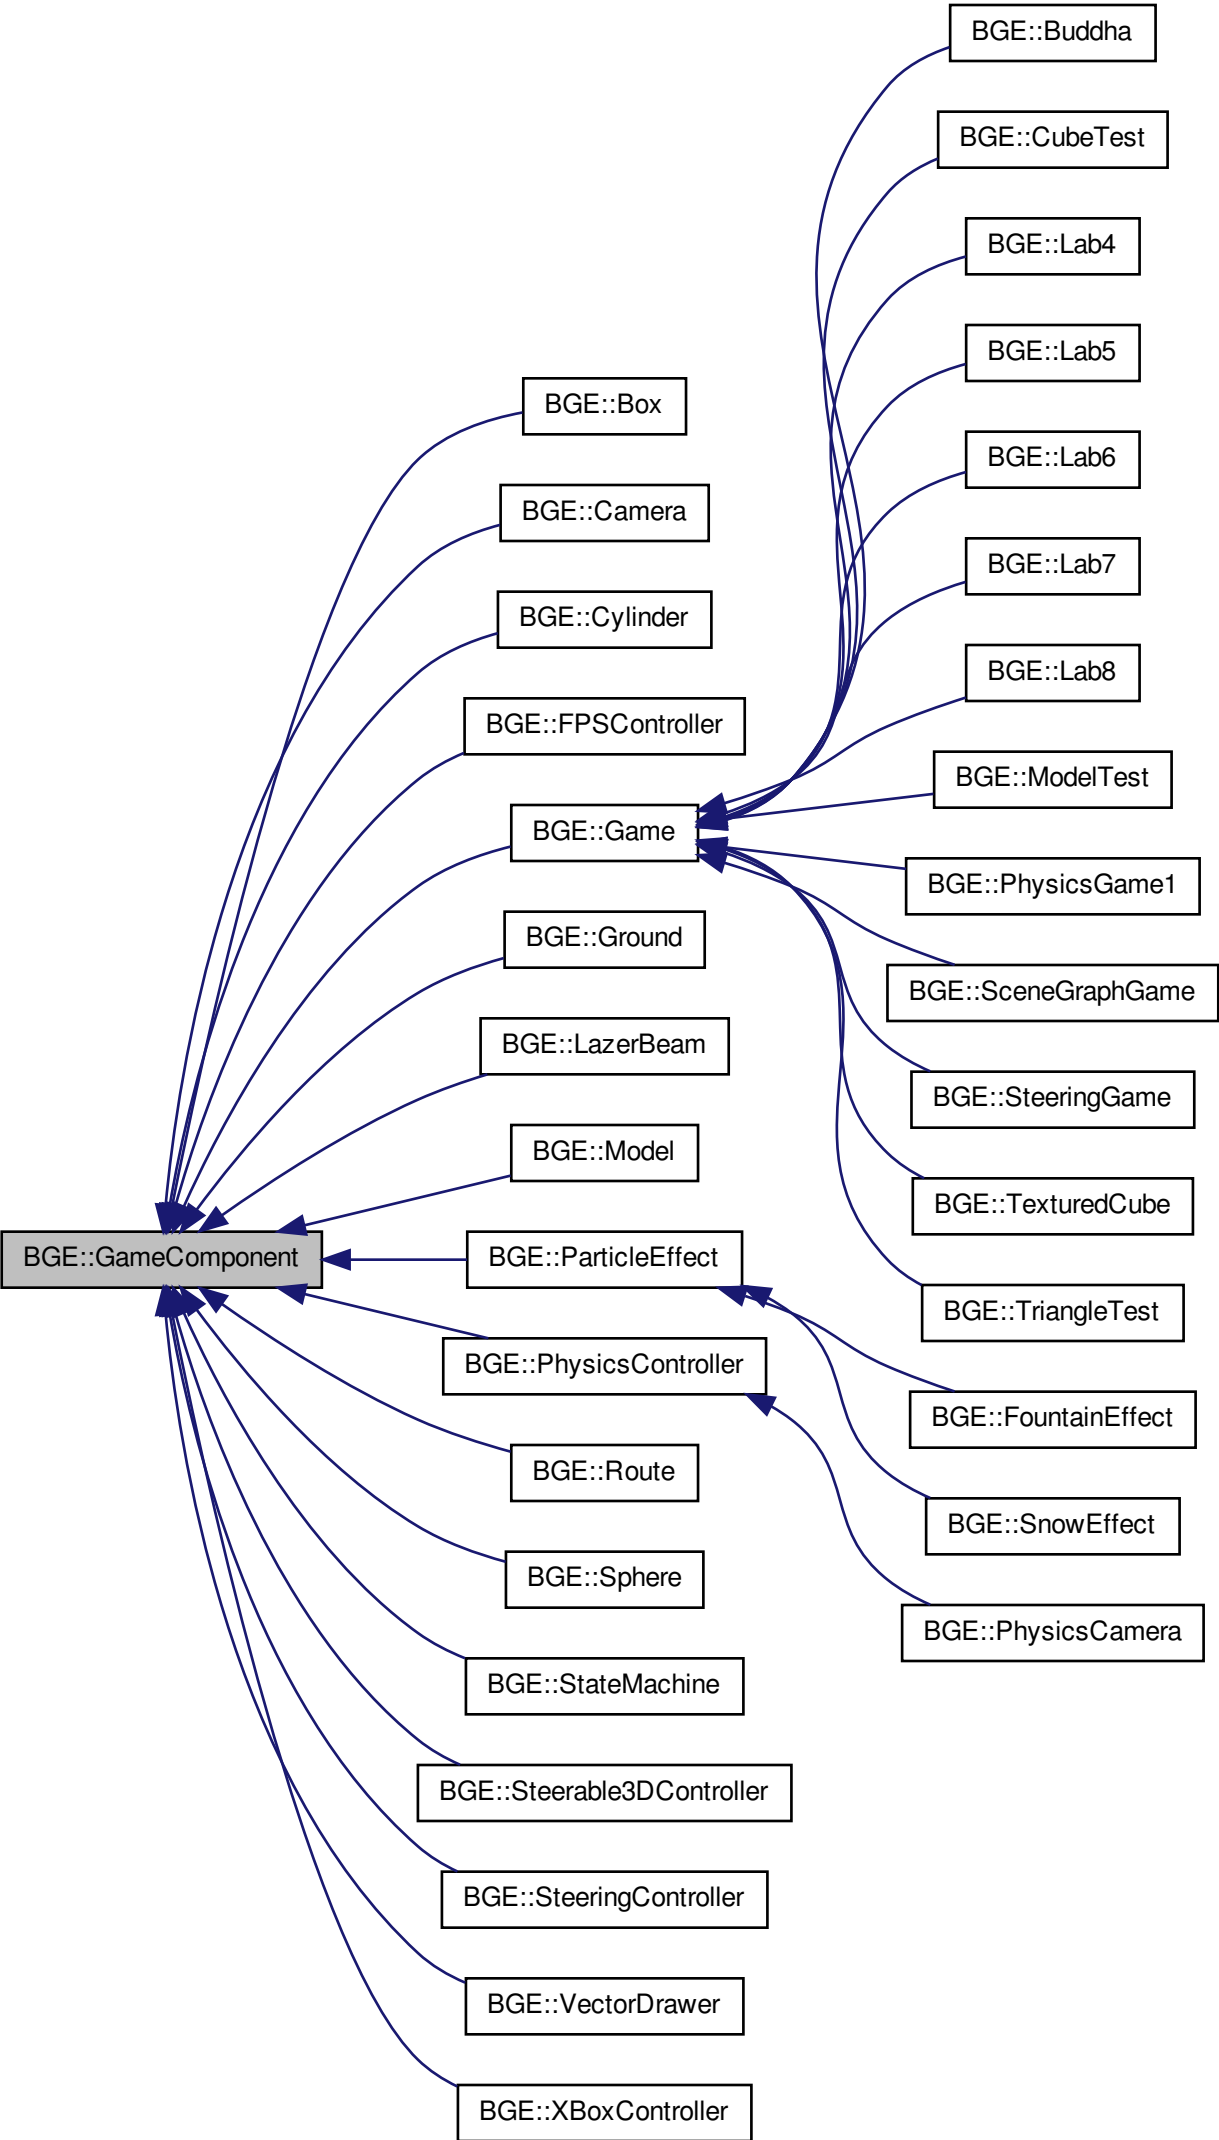 BGE::Buddha
BGE::CubeTest
BGE::Lab4
BGE::Lab5
BGE::Box
BGE::Lab6
BGE::Camera
BGE::Lab7
BGE::Cylinder
BGE::Lab8
BGE::FPSController
BGE::ModelTest
BGE::Game
BGE::PhysicsGame1
BGE::Ground
BGE::SceneGraphGame
BGE::LazerBeam
BGE::SteeringGame
BGE::Model
BGE::TexturedCube
BGE::GameComponent
BGE::ParticleEffect
BGE::TriangleTest
BGE::PhysicsController
BGE::FountainEffect
BGE::Route
BGE::SnowEffect
BGE::Sphere
BGE::PhysicsCamera
BGE::StateMachine
BGE::Steerable3DController
BGE::SteeringController
BGE::VectorDrawer
BGE::XBoxController